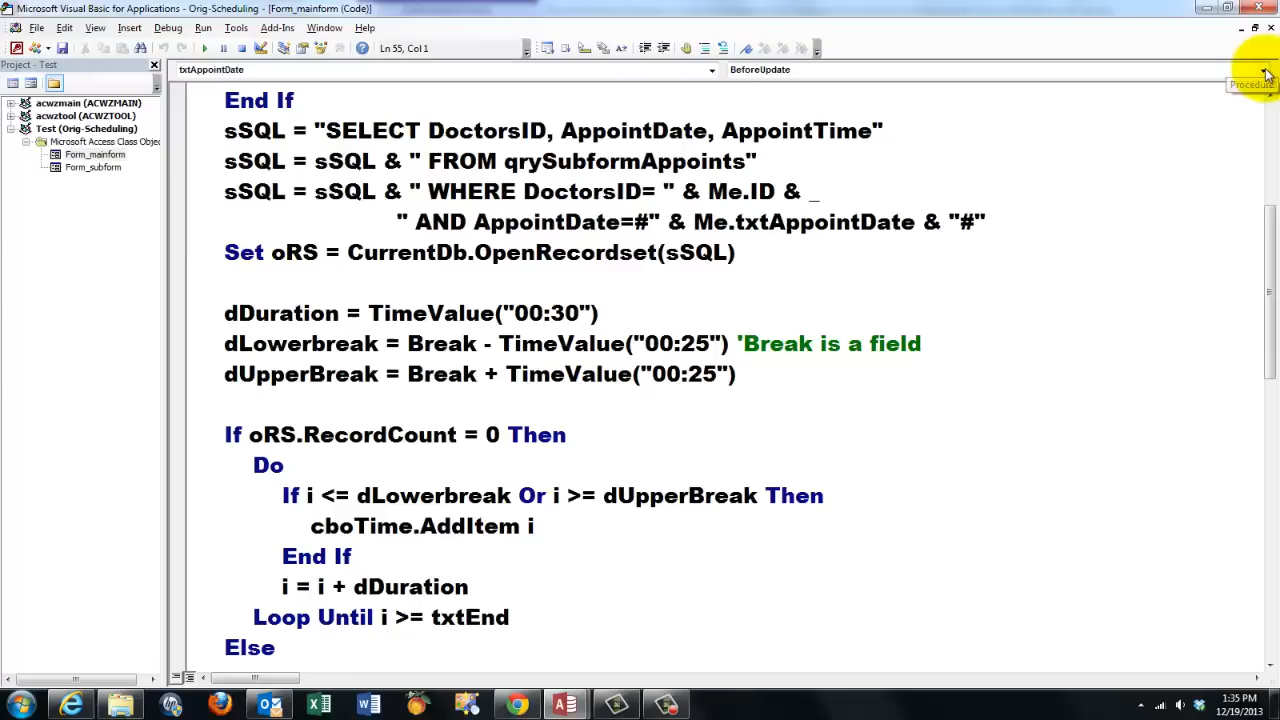 Microsoft Visual Basic for Applications - Orig-Scheduling - [Form_mainform (Code)]
File Edit View Insert Debug Run Tools Add-Ins Window Help
Ln 55, Col 1
Project - Test
txtAppointDate BeforeUpdate
Procedure
acwzmain (ACWZMAIN)
acwztool (ACWZTOOL)
Test (Orig-Scheduling)
Microsoft Access Class Objec
Form_mainform
Form_subform
End If
sSQL = "SELECT DoctorsID, AppointDate, AppointTime"
sSQL = sSQL & " FROM qrySubformAppoints"
sSQL = sSQL & " WHERE DoctorsID= " & Me.ID & _
" AND AppointDate=#" & Me.txtAppointDate & "#"
Set oRS = CurrentDb.OpenRecordset(sSQL)
dDuration = TimeValue("00:30")
dLowerbreak = Break - TimeValue("00:25") 'Break is a field
dUpperBreak = Break + TimeValue("00:25")
If oRS.RecordCount = 0 Then
Do
If i <= dLowerbreak Or i >= dUpperBreak Then
cboTime.AddItem i
End If
i = i + dDuration
Loop Until i >= txtEnd
Else
1:35 PM
12/19/2013